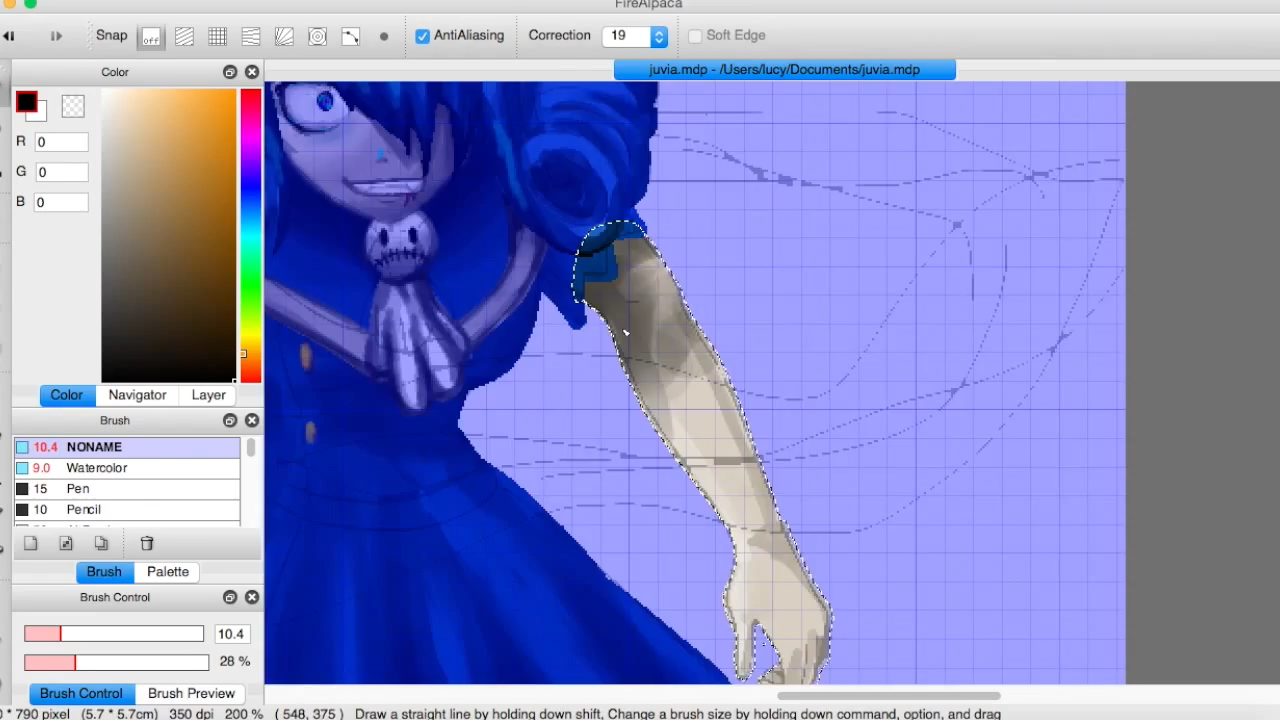 FireAlpaca
Snap off AntiAliasing Correction 19 Soft Edge
Color
juvia.mdp - /Users/lucy/Documents/juvia.mdp
R 0
G 0
B 0
Color Navigator Layer
Brush
10.4 NONAME
9.0 Watercolor
15 Pen
10 Pencil
Brush Palette
Brush Control
10.4
28 %
Brush Control Brush Preview
* 790 pixel (5.7 * 5.7cm) 350 dpi 200 % ( 548, 375 ) Draw a straight line by holding down shift, Change a brush size by holding down command, option, and drag